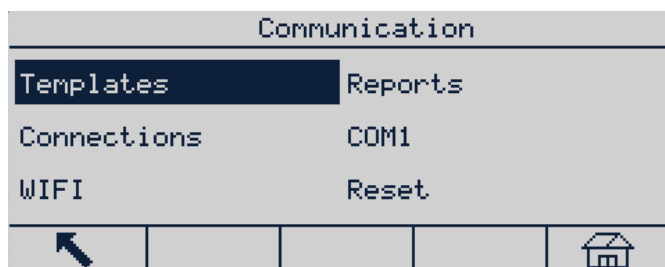 Communication
Templates Reports
Connections COM1
WIFI Reset